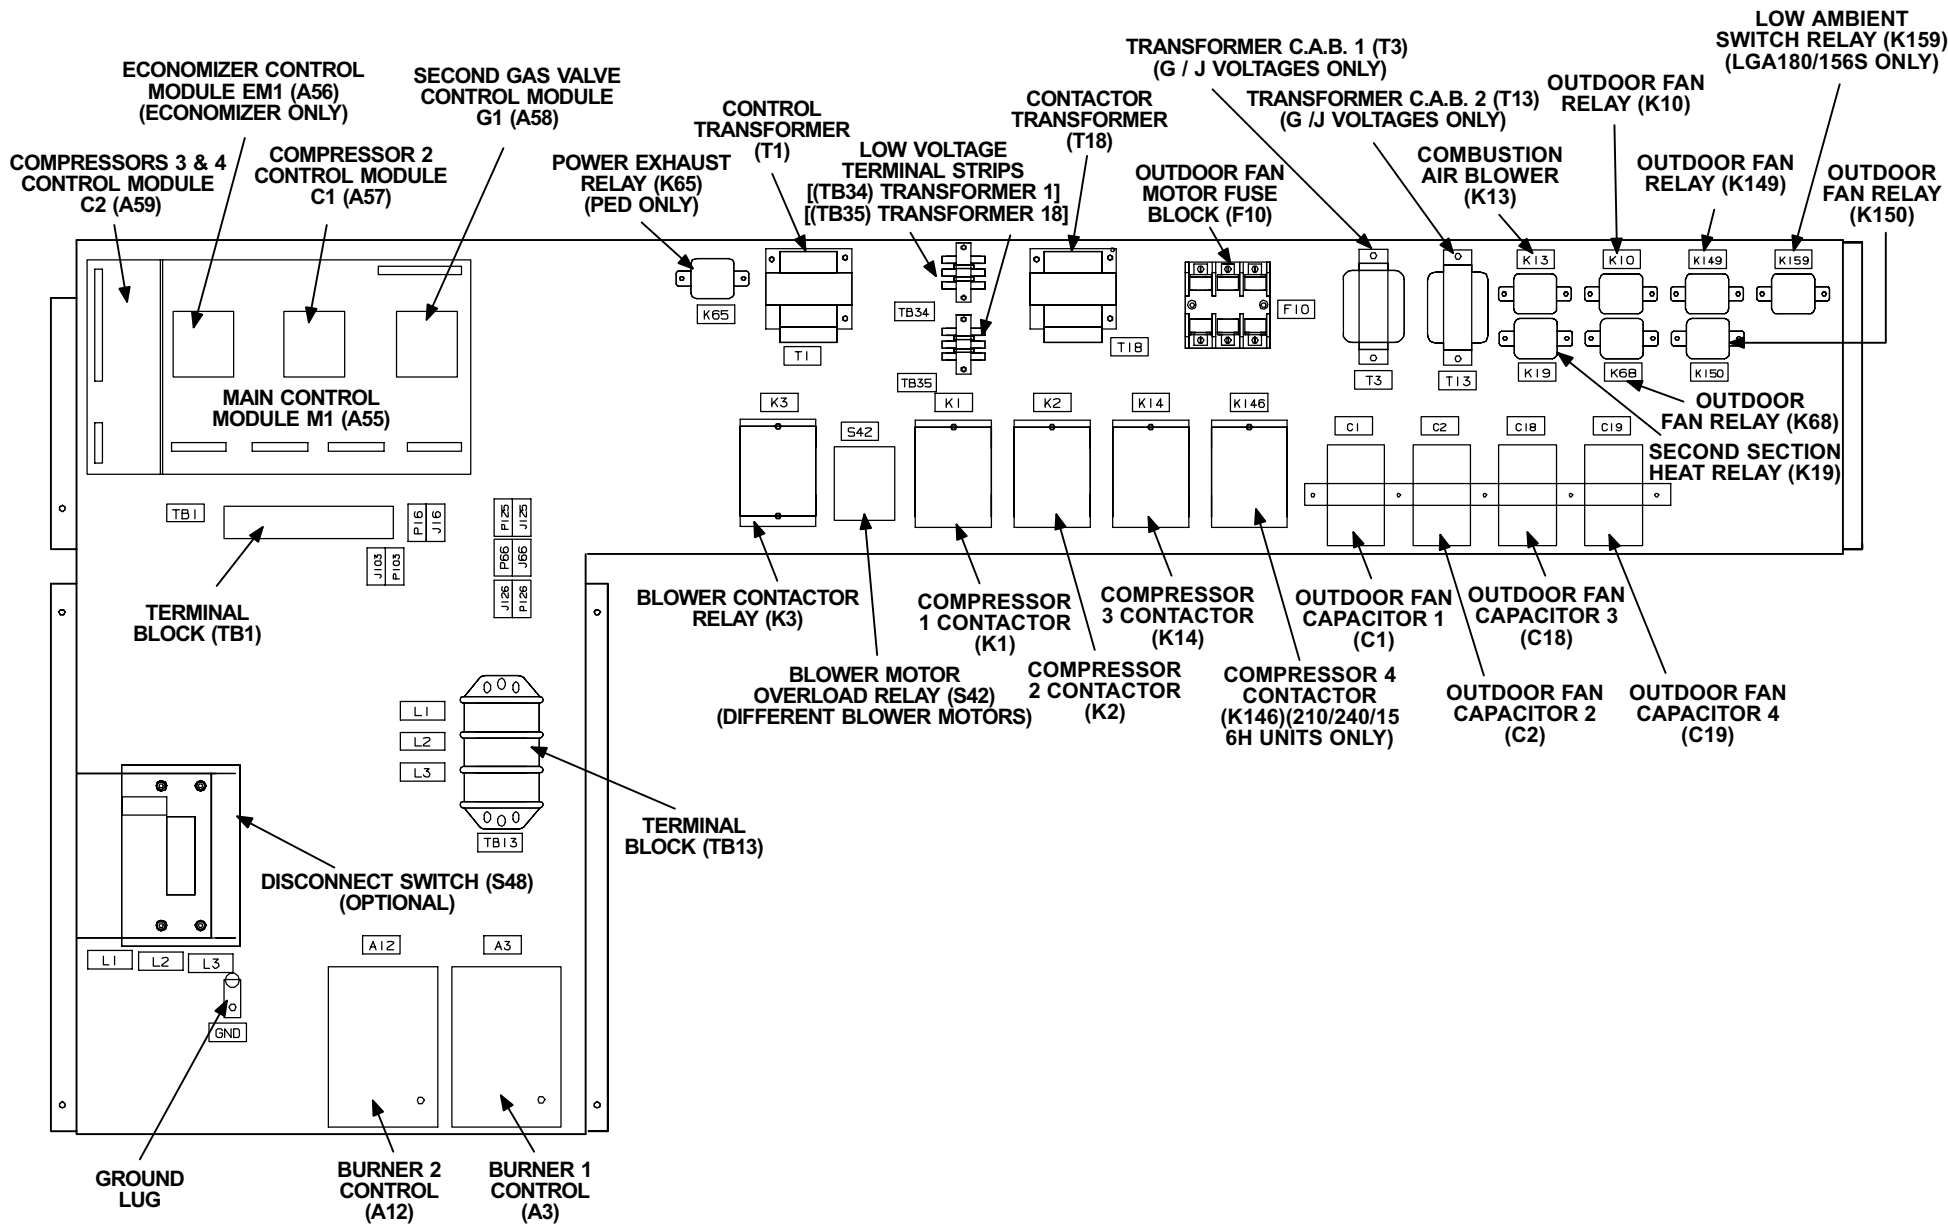 LOW AMBIENT
SWITCH RELAY (K159)
(LGA180/156S ONLY)
TRANSFORMER C.A.B. 1 (T3)
(G / J VOLTAGES ONLY)
ECONOMIZER CONTROL
MODULE EM1 (A56)
(ECONOMIZER ONLY)
SECOND GAS VALVE
CONTROL MODULE
G1 (A58)
OUTDOOR FAN
RELAY (K10)
CONTROL
TRANSFORMER
(T1)
CONTACTOR
TRANSFORMER
(T18)
TRANSFORMER C.A.B. 2 (T13)
(G /J VOLTAGES ONLY)
COMPRESSORS 3 & 4
CONTROL MODULE
C2 (A59)
COMPRESSOR 2
CONTROL MODULE
C1 (A57)
POWER EXHAUST
RELAY (K65)
(PED ONLY)
LOW VOLTAGE
TERMINAL STRIPS
[(TB34) TRANSFORMER 1]
[(TB35) TRANSFORMER 18]
OUTDOOR FAN
MOTOR FUSE
BLOCK (F10)
COMBUSTION
AIR BLOWER
(K13)
OUTDOOR FAN
RELAY (K149)
OUTDOOR
FAN RELAY
(K150)
K13
K10
K149
K159
K65
TB34
F10
T1
T18
TB35
T3
T13
K19
K68
K150
MAIN CONTROL
MODULE M1 (A55)
K3
S42
K1
K2
K14
K146
C1
C2
C18
C19
OUTDOOR
FAN RELAY (K68)
SECOND SECTION
HEAT RELAY (K19)
TB1
P16
J16
P125
J125
J103
P103
P66
J66
J126
P126
TERMINAL
BLOCK (TB1)
BLOWER CONTACTOR
RELAY (K3)
COMPRESSOR
1 CONTACTOR
(K1)
COMPRESSOR
3 CONTACTOR
(K14)
OUTDOOR FAN
CAPACITOR 1
(C1)
OUTDOOR FAN
CAPACITOR 3
(C18)
BLOWER MOTOR
OVERLOAD RELAY (S42)
(DIFFERENT BLOWER MOTORS)
COMPRESSOR
2 CONTACTOR
(K2)
COMPRESSOR 4
CONTACTOR
(K146)(210/240/15
6H UNITS ONLY)
OUTDOOR FAN
CAPACITOR 2
(C2)
OUTDOOR FAN
CAPACITOR 4
(C19)
L1
L2
L3
TB13
TERMINAL
BLOCK (TB13)
DISCONNECT SWITCH (S48)
(OPTIONAL)
L1
L2
L3
A12
A3
GND
GROUND
LUG
BURNER 2
CONTROL
(A12)
BURNER 1
CONTROL
(A3)